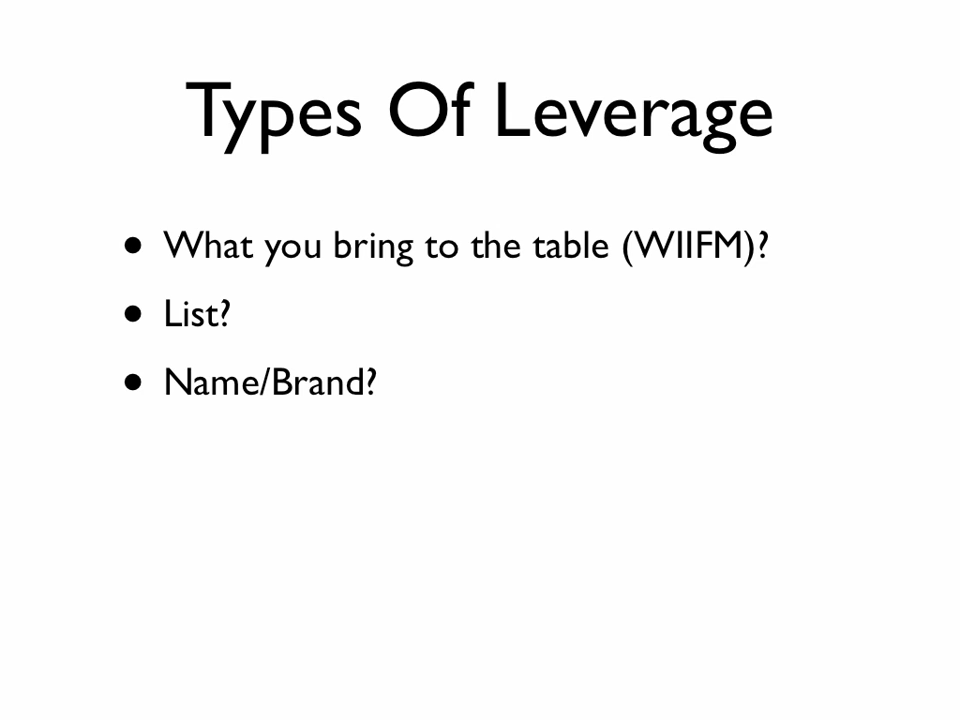 Types Of Leverage
• What you bring to the table (WIIFM)?
• List?
• Name/Brand?